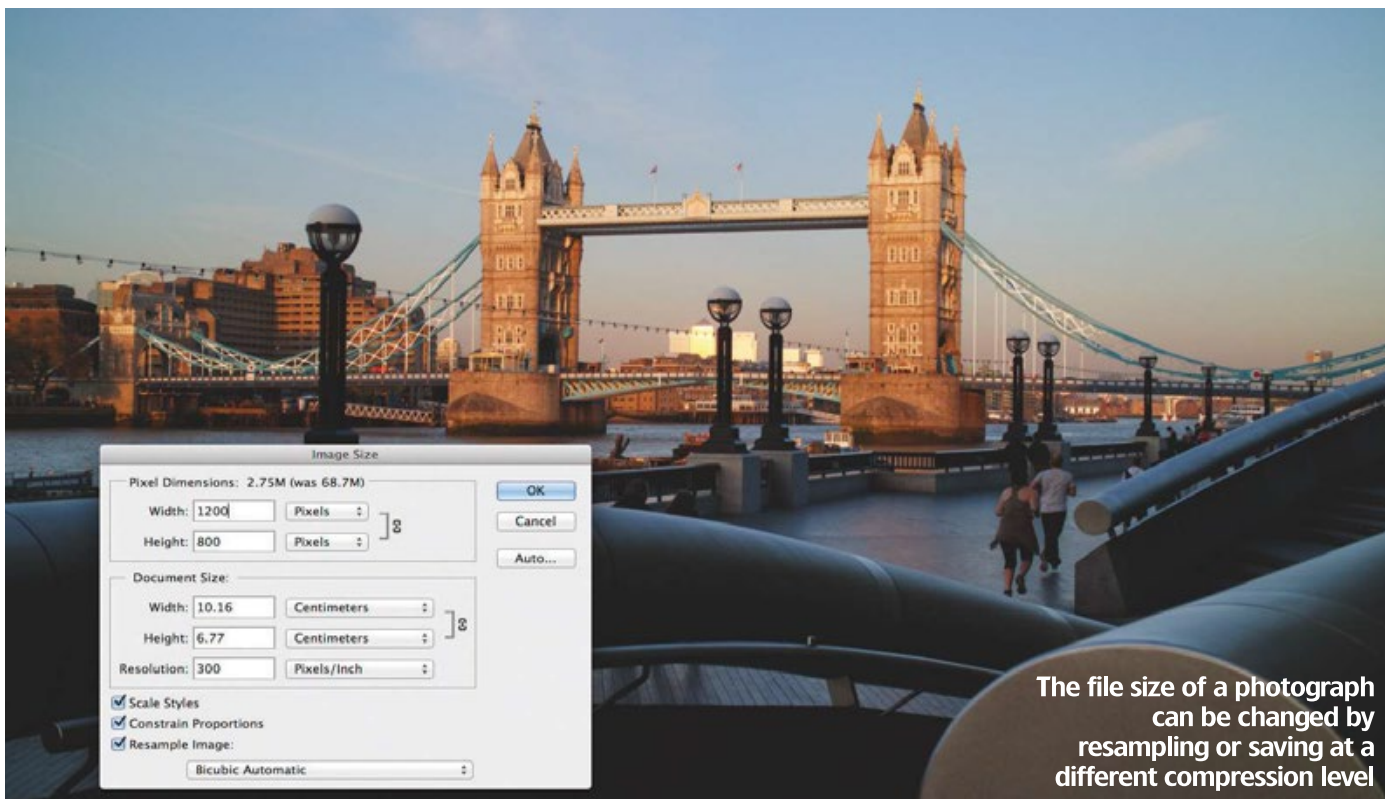 Image Size
Pixel Dimensions: 2.75M (was 68.7M)
Width: 1200 Pixels
Height: 800 Pixels
OK
Cancel
Auto...
Document Size:
Width: 10.16 Centimeters
Height: 6.77 Centimeters
Resolution: 300 Pixels/Inch
Scale Styles
Constrain Proportions
Resample Image:
Bicubic Automatic
The file size of a photograph
can be changed by
resampling or saving at a
different compression level